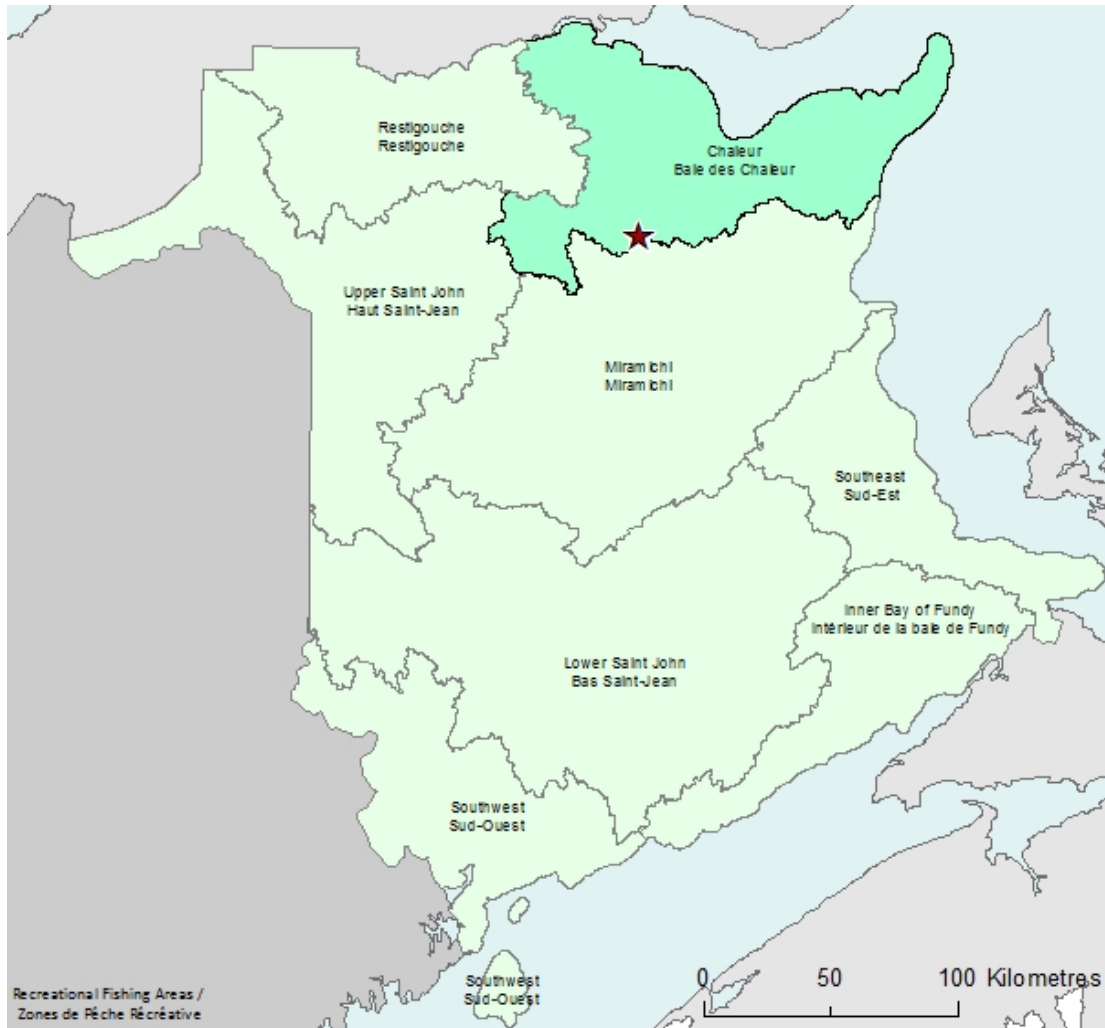 Restigouche
Restigouche
Chaleur
Baie des Chaleur
Upper Saint John
Haut Saint-Jean
Miramichi
Miramichi
Southeast
Sud-Est
Inner Bay of Fundy
Intérieur de la baie de Fundy
Lower Saint John
Bas Saint-Jean
Southwest
Sud-Ouest
Southwest
Sud-Ouest
0 50 100 Kilometres
Recreational Fishing Areas /
Zones de Pêche Récréative